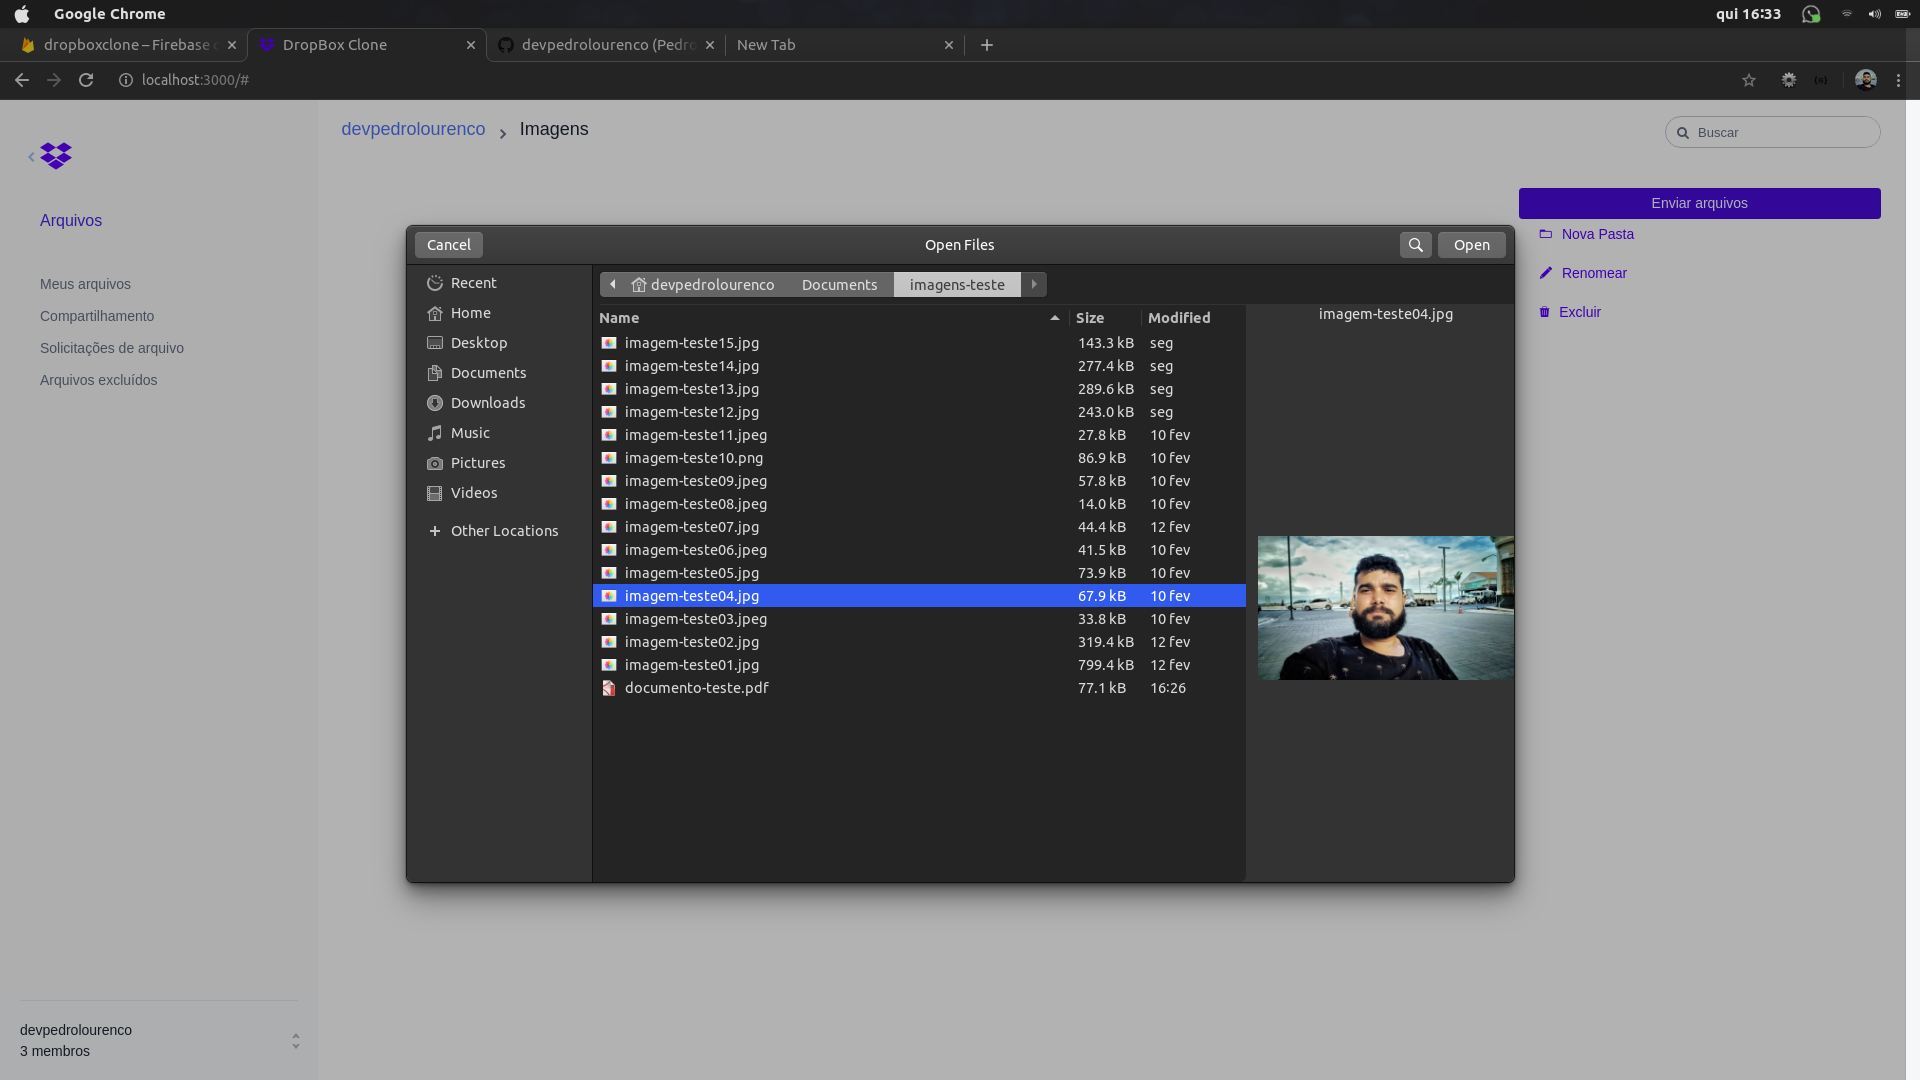 Google Chrome
qui 16:33
dropboxclone – Firebase
DropBox Clone
devpedrolourenco (Pedro
New Tab
localhost:3000/#
devpedrolourenco
Imagens
Buscar
Arquivos
Meus arquivos
Compartilhamento
Solicitações de arquivo
Arquivos excluídos
Enviar arquivos
Nova Pasta
Renomear
Excluir
Cancel
Open Files
Open
Recent
Home
Desktop
Documents
Downloads
Music
Pictures
Videos
Other Locations
devpedrolourenco Documents imagens-teste
Name Size Modified
imagem-teste15.jpg 143.3 kB seg
imagem-teste14.jpg 277.4 kB seg
imagem-teste13.jpg 289.6 kB seg
imagem-teste12.jpg 243.0 kB seg
imagem-teste11.jpeg 27.8 kB 10 fev
imagem-teste10.png 86.9 kB 10 fev
imagem-teste09.jpeg 57.8 kB 10 fev
imagem-teste08.jpeg 14.0 kB 10 fev
imagem-teste07.jpg 44.4 kB 12 fev
imagem-teste06.jpeg 41.5 kB 10 fev
imagem-teste05.jpg 73.9 kB 10 fev
imagem-teste04.jpg 67.9 kB 10 fev
imagem-teste03.jpeg 33.8 kB 10 fev
imagem-teste02.jpg 319.4 kB 12 fev
imagem-teste01.jpg 799.4 kB 12 fev
documento-teste.pdf 77.1 kB 16:26
imagem-teste04.jpg
devpedrolourenco
3 membros